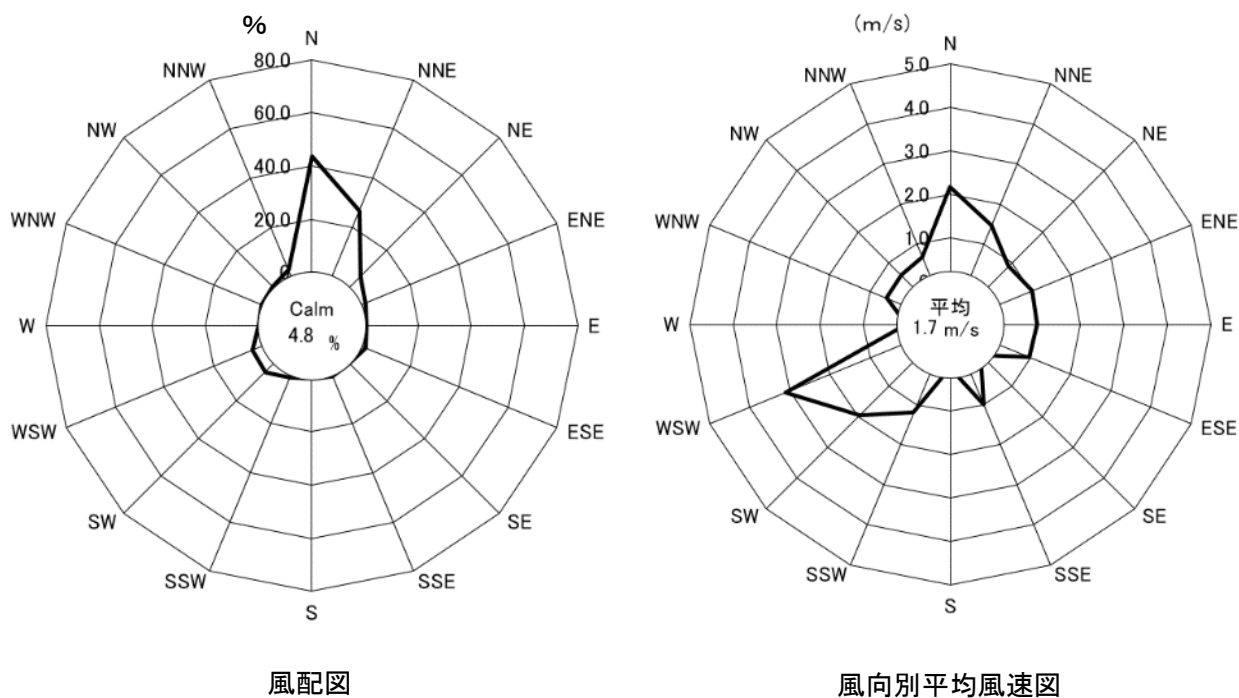 %
N
80.0
NNW
NNE
60.0
NW
NE
40.0
WNW
ENE
20.0
0
Calm
4.8 %
W
E
WSW
ESE
SW
SE
SSW
SSE
S
風配図
(m/s)
N
5.0
NNW
NNE
4.0
NW
NE
3.0
WNW
ENE
2.0
1.0
平均
1.7 m/s
W
E
WSW
ESE
SW
SE
SSW
SSE
S
風向別平均風速図